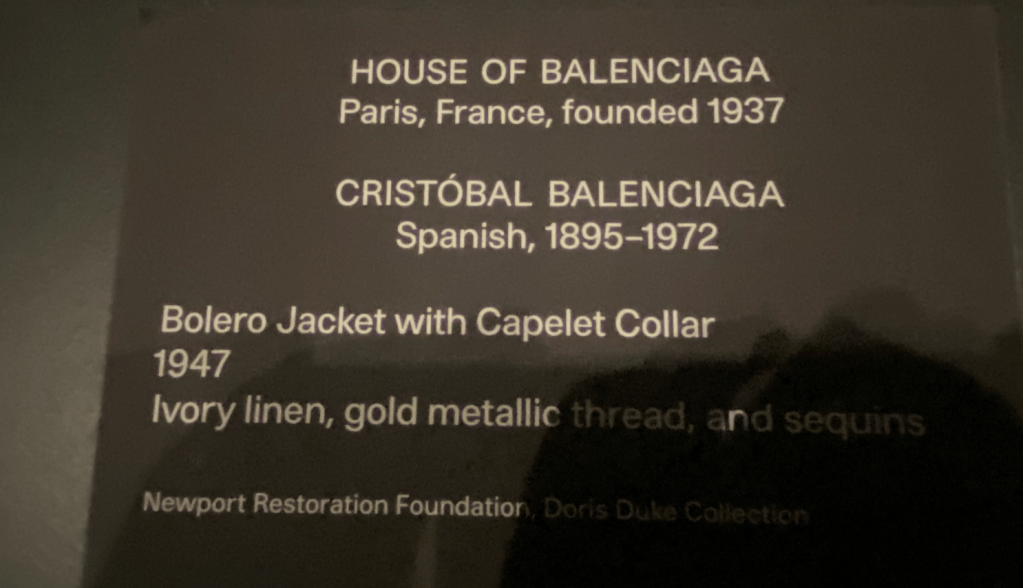 HOUSE OF BALENCIAGA
Paris, France, founded 1937
CRISTÓBAL BALENCIAGA
Spanish, 1895–1972
Bolero Jacket with Capelet Collar
1947
Ivory linen, gold metallic thread, and sequins
Newport Restoration Foundation, Doris Duke Collection